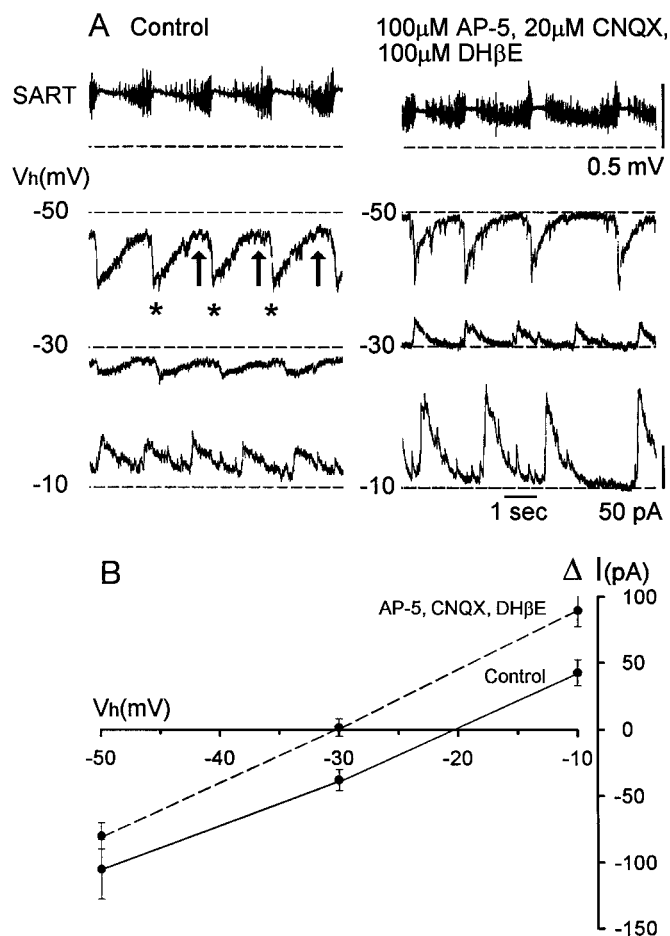 A Control
100µM AP-5, 20µM CNQX,
100µM DHβE
SART
0.5 mV
Vh(mV)
-50
-50
* * *
-30
-30
-10
-10
1 sec
50 pA
B
Δ I(pA)
AP-5, CNQX, DHβE
100
Control
50
Vh(mV)
0
-50 -40 -30 -20 -10
-50
-100
-150